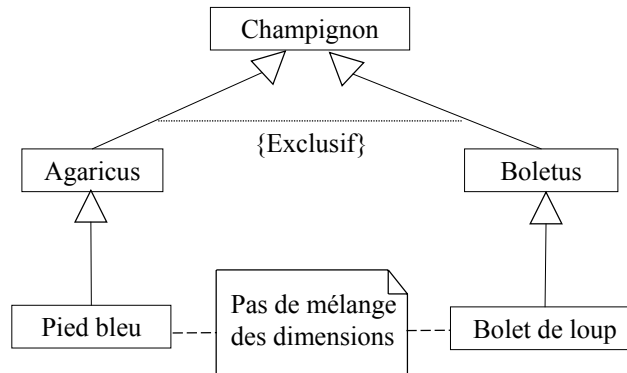 Champignon
{Exclusif}
Agaricus
Boletus
Pas de mélange
des dimensions
Pied bleu
Bolet de loup